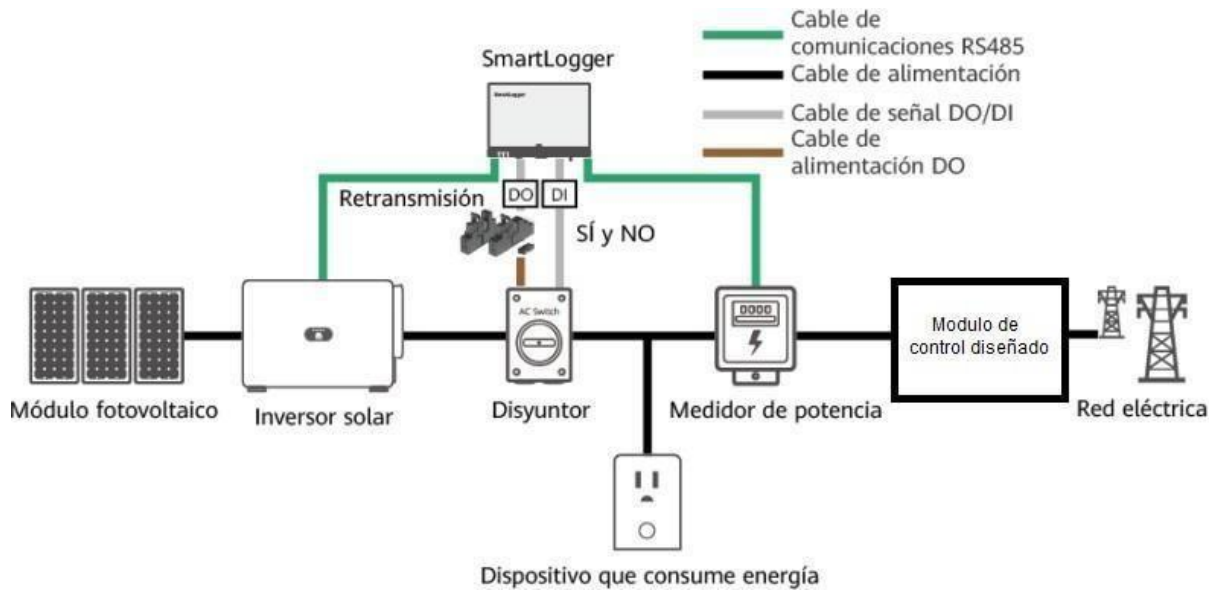 Cable de
comunicaciones RS485
SmartLogger
Cable de alimentación
Cable de señal DO/DI
Cable de
alimentación DO
Retransmisión
DO
DI
SÍ y NO
AC Switch
0000
Modulo de
control diseñado
Módulo fotovoltaico
Inversor solar
Disyuntor
Medidor de potencia
Red eléctrica
Dispositivo que consume energía